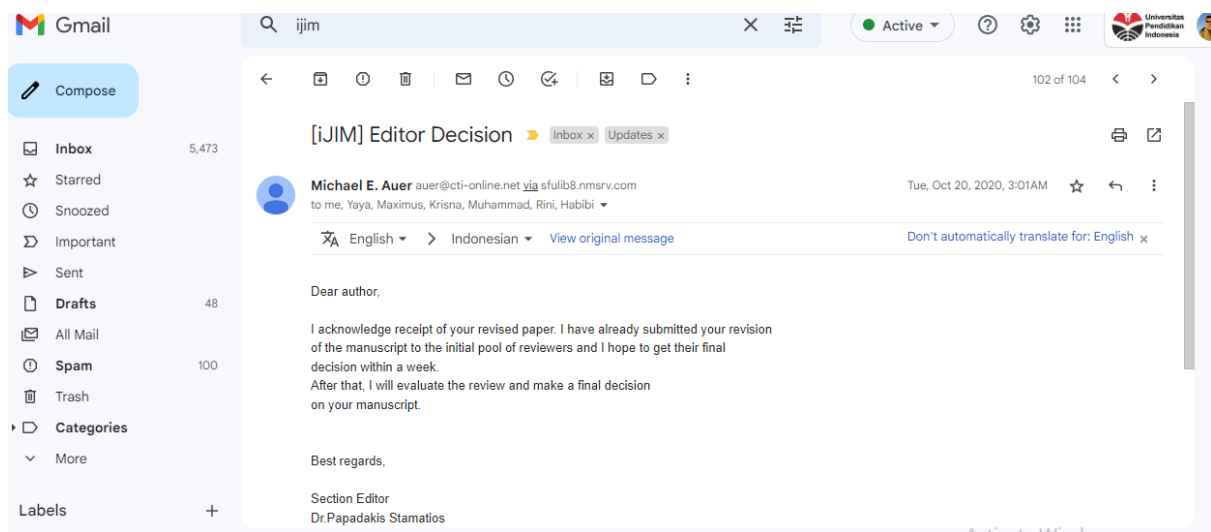 Gmail
ijim
Active
Universitas
Pendidikan
Indonesia
Compose
102 of 104
[iJIM] Editor Decision
Inbox x
Updates x
Inbox 5,473
Starred
Snoozed
Important
Sent
Drafts 48
All Mail
Spam 100
Trash
Categories
More
Labels +
Michael E. Auer auer@cti-online.net via sfulib8.nmsrv.com
Tue, Oct 20, 2020, 3:01AM
to me, Yaya, Maximus, Krisna, Muhammad, Rini, Habibi
English > Indonesian View original message
Don't automatically translate for: English x
Dear author,
I acknowledge receipt of your revised paper. I have already submitted your revision
of the manuscript to the initial pool of reviewers and I hope to get their final
decision within a week.
After that, I will evaluate the review and make a final decision
on your manuscript.
Best regards,
Section Editor
Dr.Papadakis Stamatios